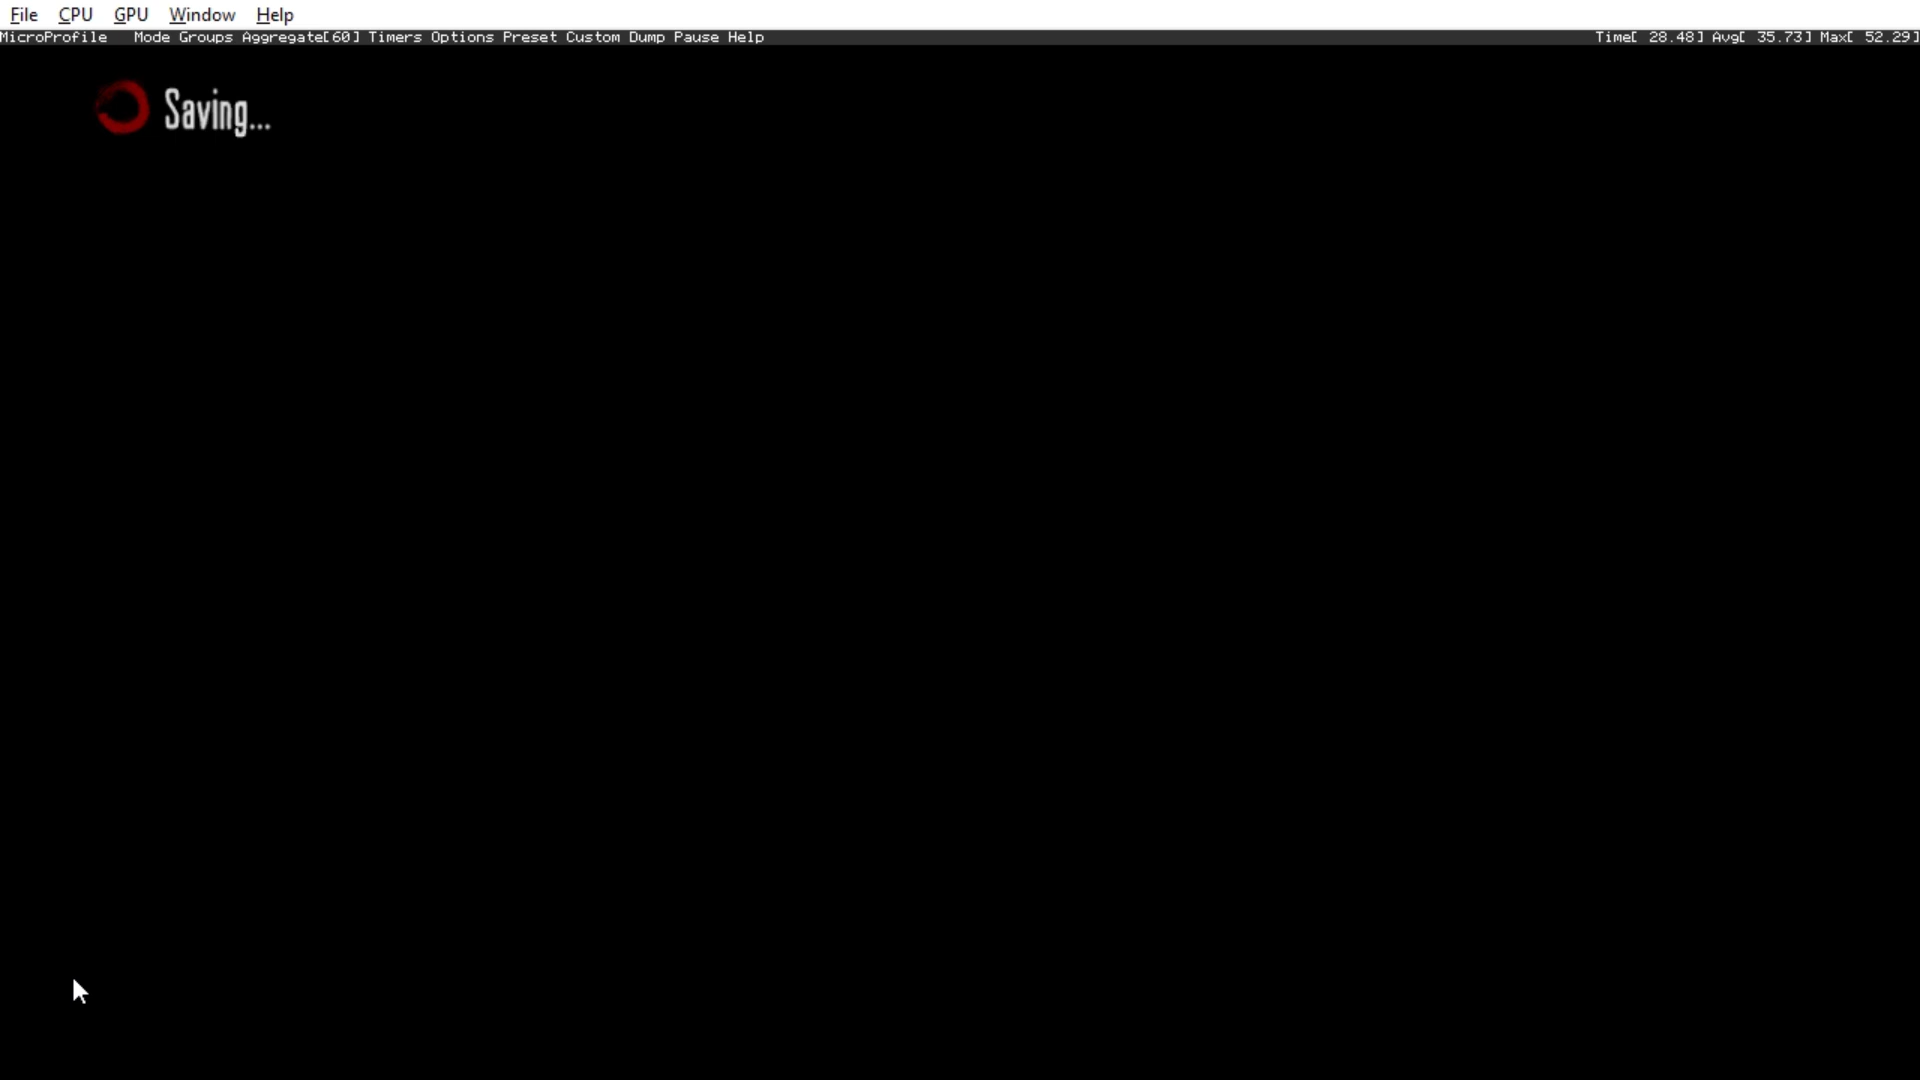 File CPU GPU Window Help
MicroProfile Mode Groups Aggregate[60] Timers Options Preset Custom Dump Pause Help Time[ 28.48] Avg[ 35.73] Max[ 52.29]
Saving...